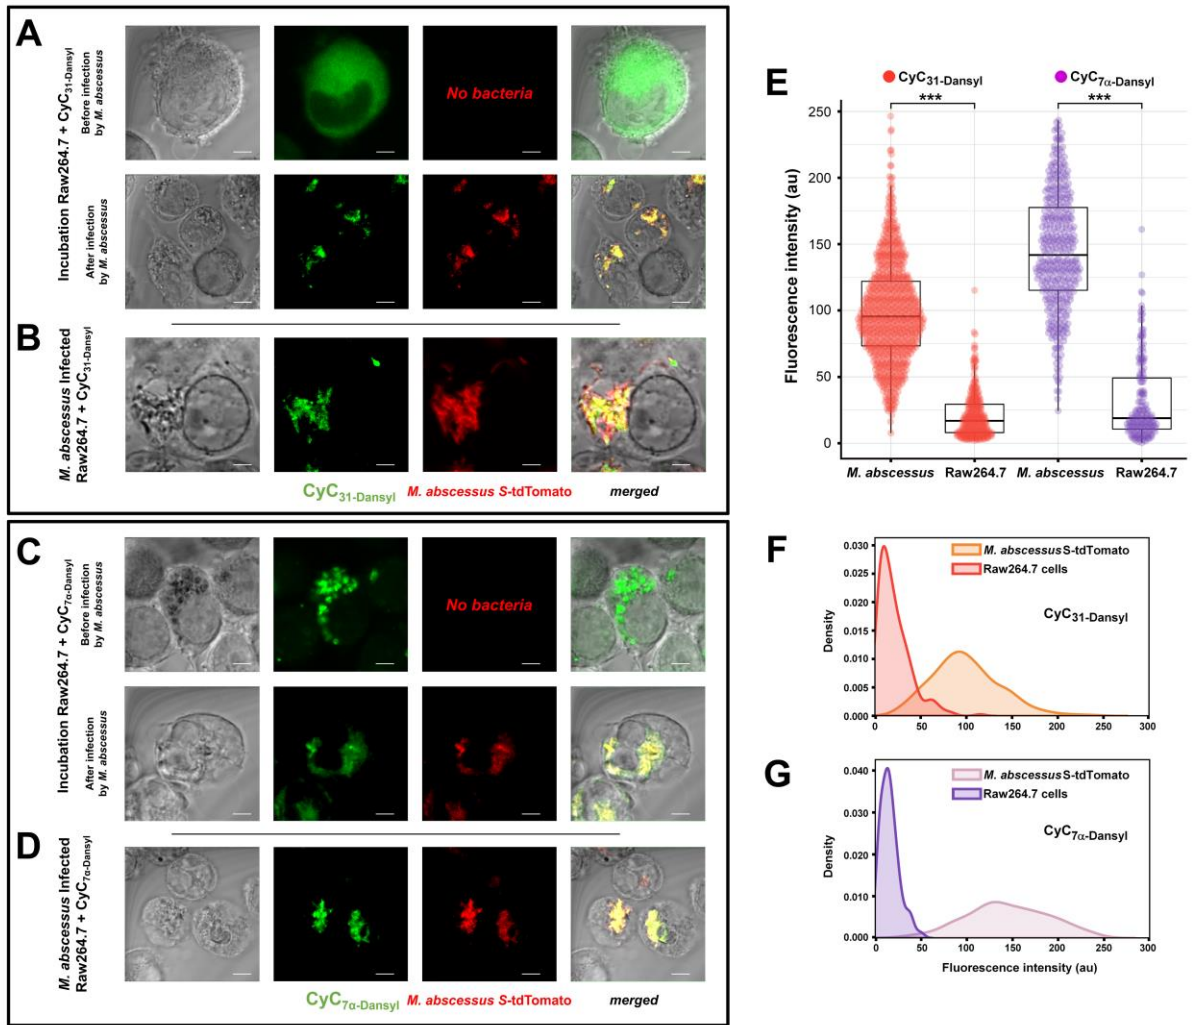 A
Incubation Raw264.7 + CyC31-Dansyl
Before infection
by M. abscessus
No bacteria
After infection
by M. abscessus
B
M. abscessus Infected
Raw264.7 + CyC31-Dansyl
CyC31-Dansyl M. abscessus S-tdTomato merged
C
Incubation Raw264.7 + CyC7α-Dansyl
Before infection
by M. abscessus
No bacteria
After infection
by M. abscessus
D
M. abscessus Infected
Raw264.7 + CyC7α-Dansyl
CyC7α-Dansyl M. abscessus S-tdTomato merged
E
CyC31-Dansyl CyC7α-Dansyl
*** ***
Fluorescence intensity (au)
250
200
150
100
50
0
M. abscessus Raw264.7 M. abscessus Raw264.7
F
Density
0.030
0.025
0.020
0.015
0.010
0.005
0.000
M. abscessus S-tdTomato
Raw264.7 cells
CyC31-Dansyl
0 50 100 150 200 250 300
G
Density
0.040
0.030
0.020
0.010
0.000
M. abscessus S-tdTomato
Raw264.7 cells
CyC7α-Dansyl
0 50 100 150 200 250 300
Fluorescence intensity (au)